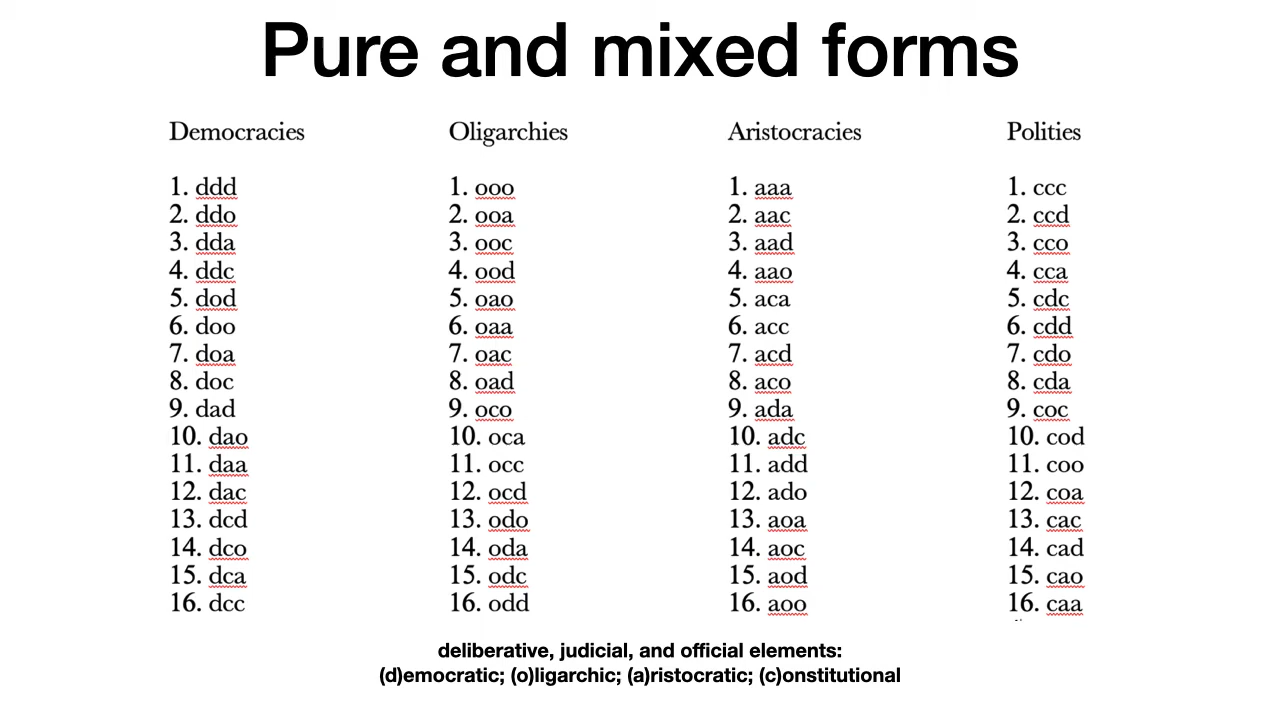 Pure and mixed forms
Democracies
1. ddd
2. ddo
3. dda
4. ddc
5. dod
6. doo
7. doa
8. doc
9. dad
10. dao
11. daa
12. dac
13. dcd
14. dco
15. dca
16. dcc
Oligarchies
1. ooo
2. ooa
3. ooc
4. ood
5. oao
6. oaa
7. oac
8. oad
9. oco
10. oca
11. occ
12. ocd
13. odo
14. oda
15. odc
16. odd
Aristocracies
1. aaa
2. aac
3. aad
4. aao
5. aca
6. acc
7. acd
8. aco
9. ada
10. adc
11. add
12. ado
13. aoa
14. aoc
15. aod
16. aoo
Polities
1. ccc
2. ccd
3. cco
4. cca
5. cdc
6. cdd
7. cdo
8. cda
9. coc
10. cod
11. coo
12. coa
13. cac
14. cad
15. cao
16. caa
deliberative, judicial, and official elements:
(d)emocratic; (o)ligarchic; (a)ristocratic; (c)onstitutional